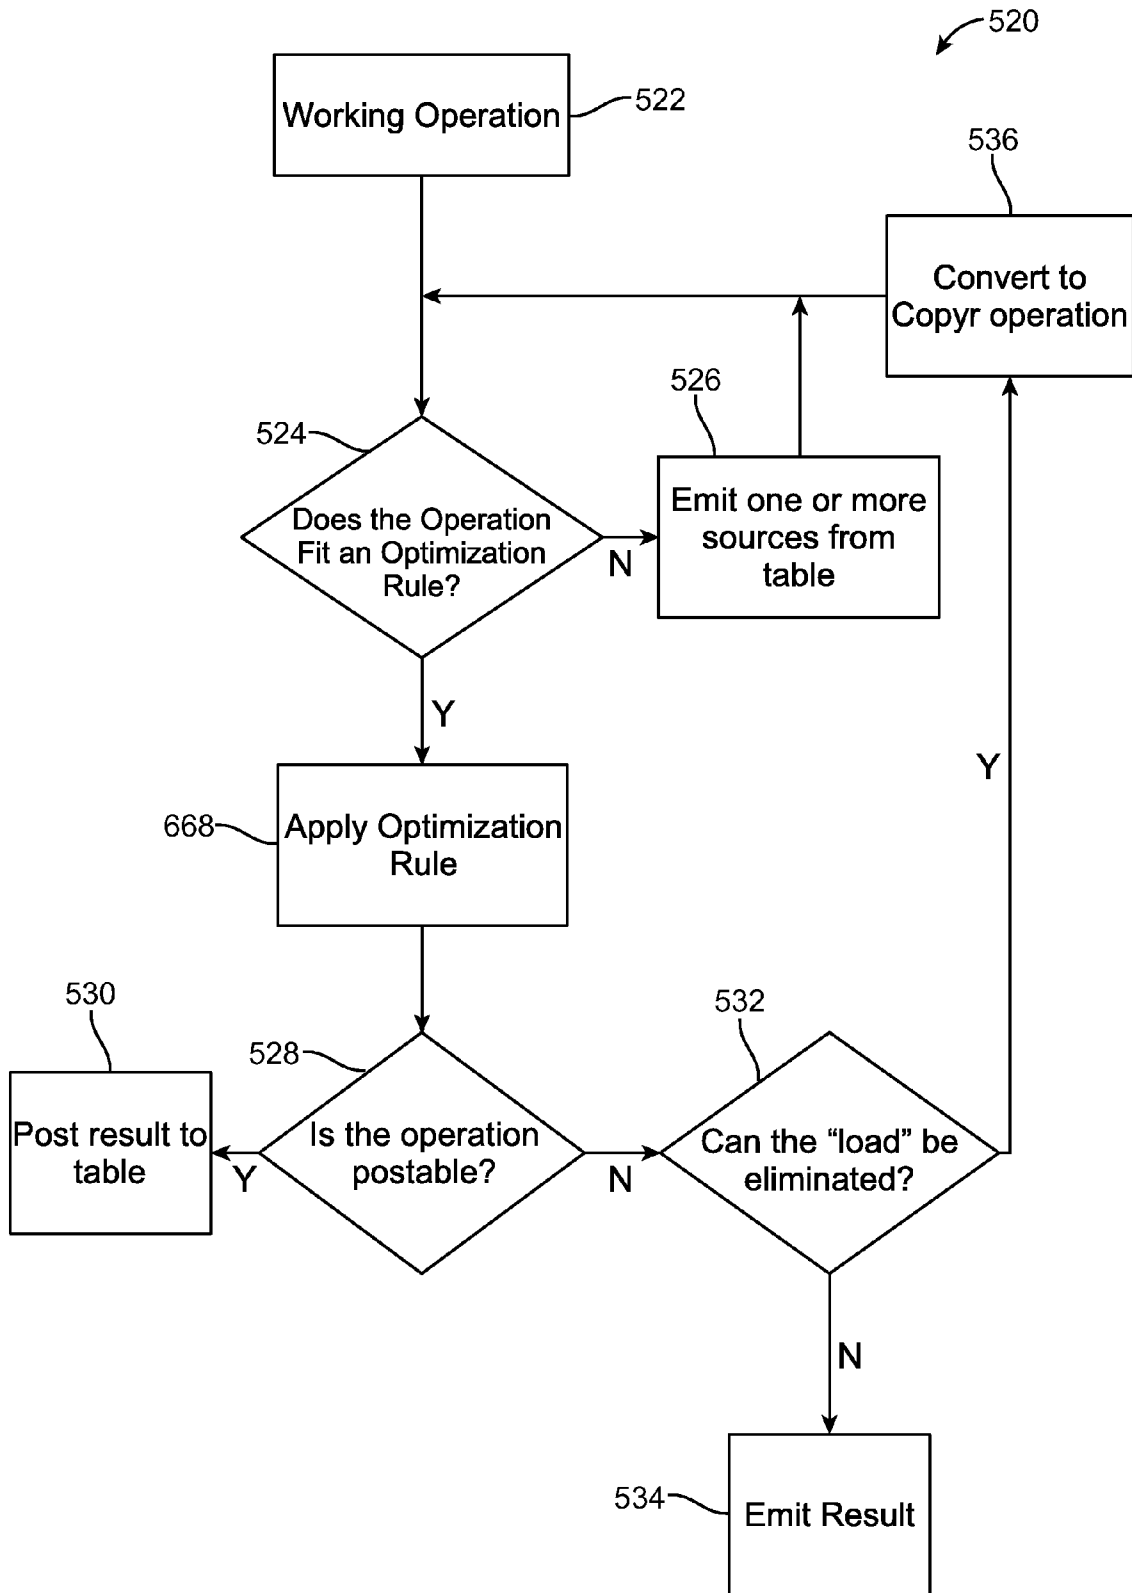 520
Working Operation
522
536
Convert to
Copyr operation
526
524
Does the Operation
Fit an Optimization
Rule?
N
Emit one or more
sources from
table
Y
Y
668
Apply Optimization
Rule
530
532
528
Post result to
table
Y
Is the operation
postable?
N
Can the “load” be
eliminated?
N
534
Emit Result